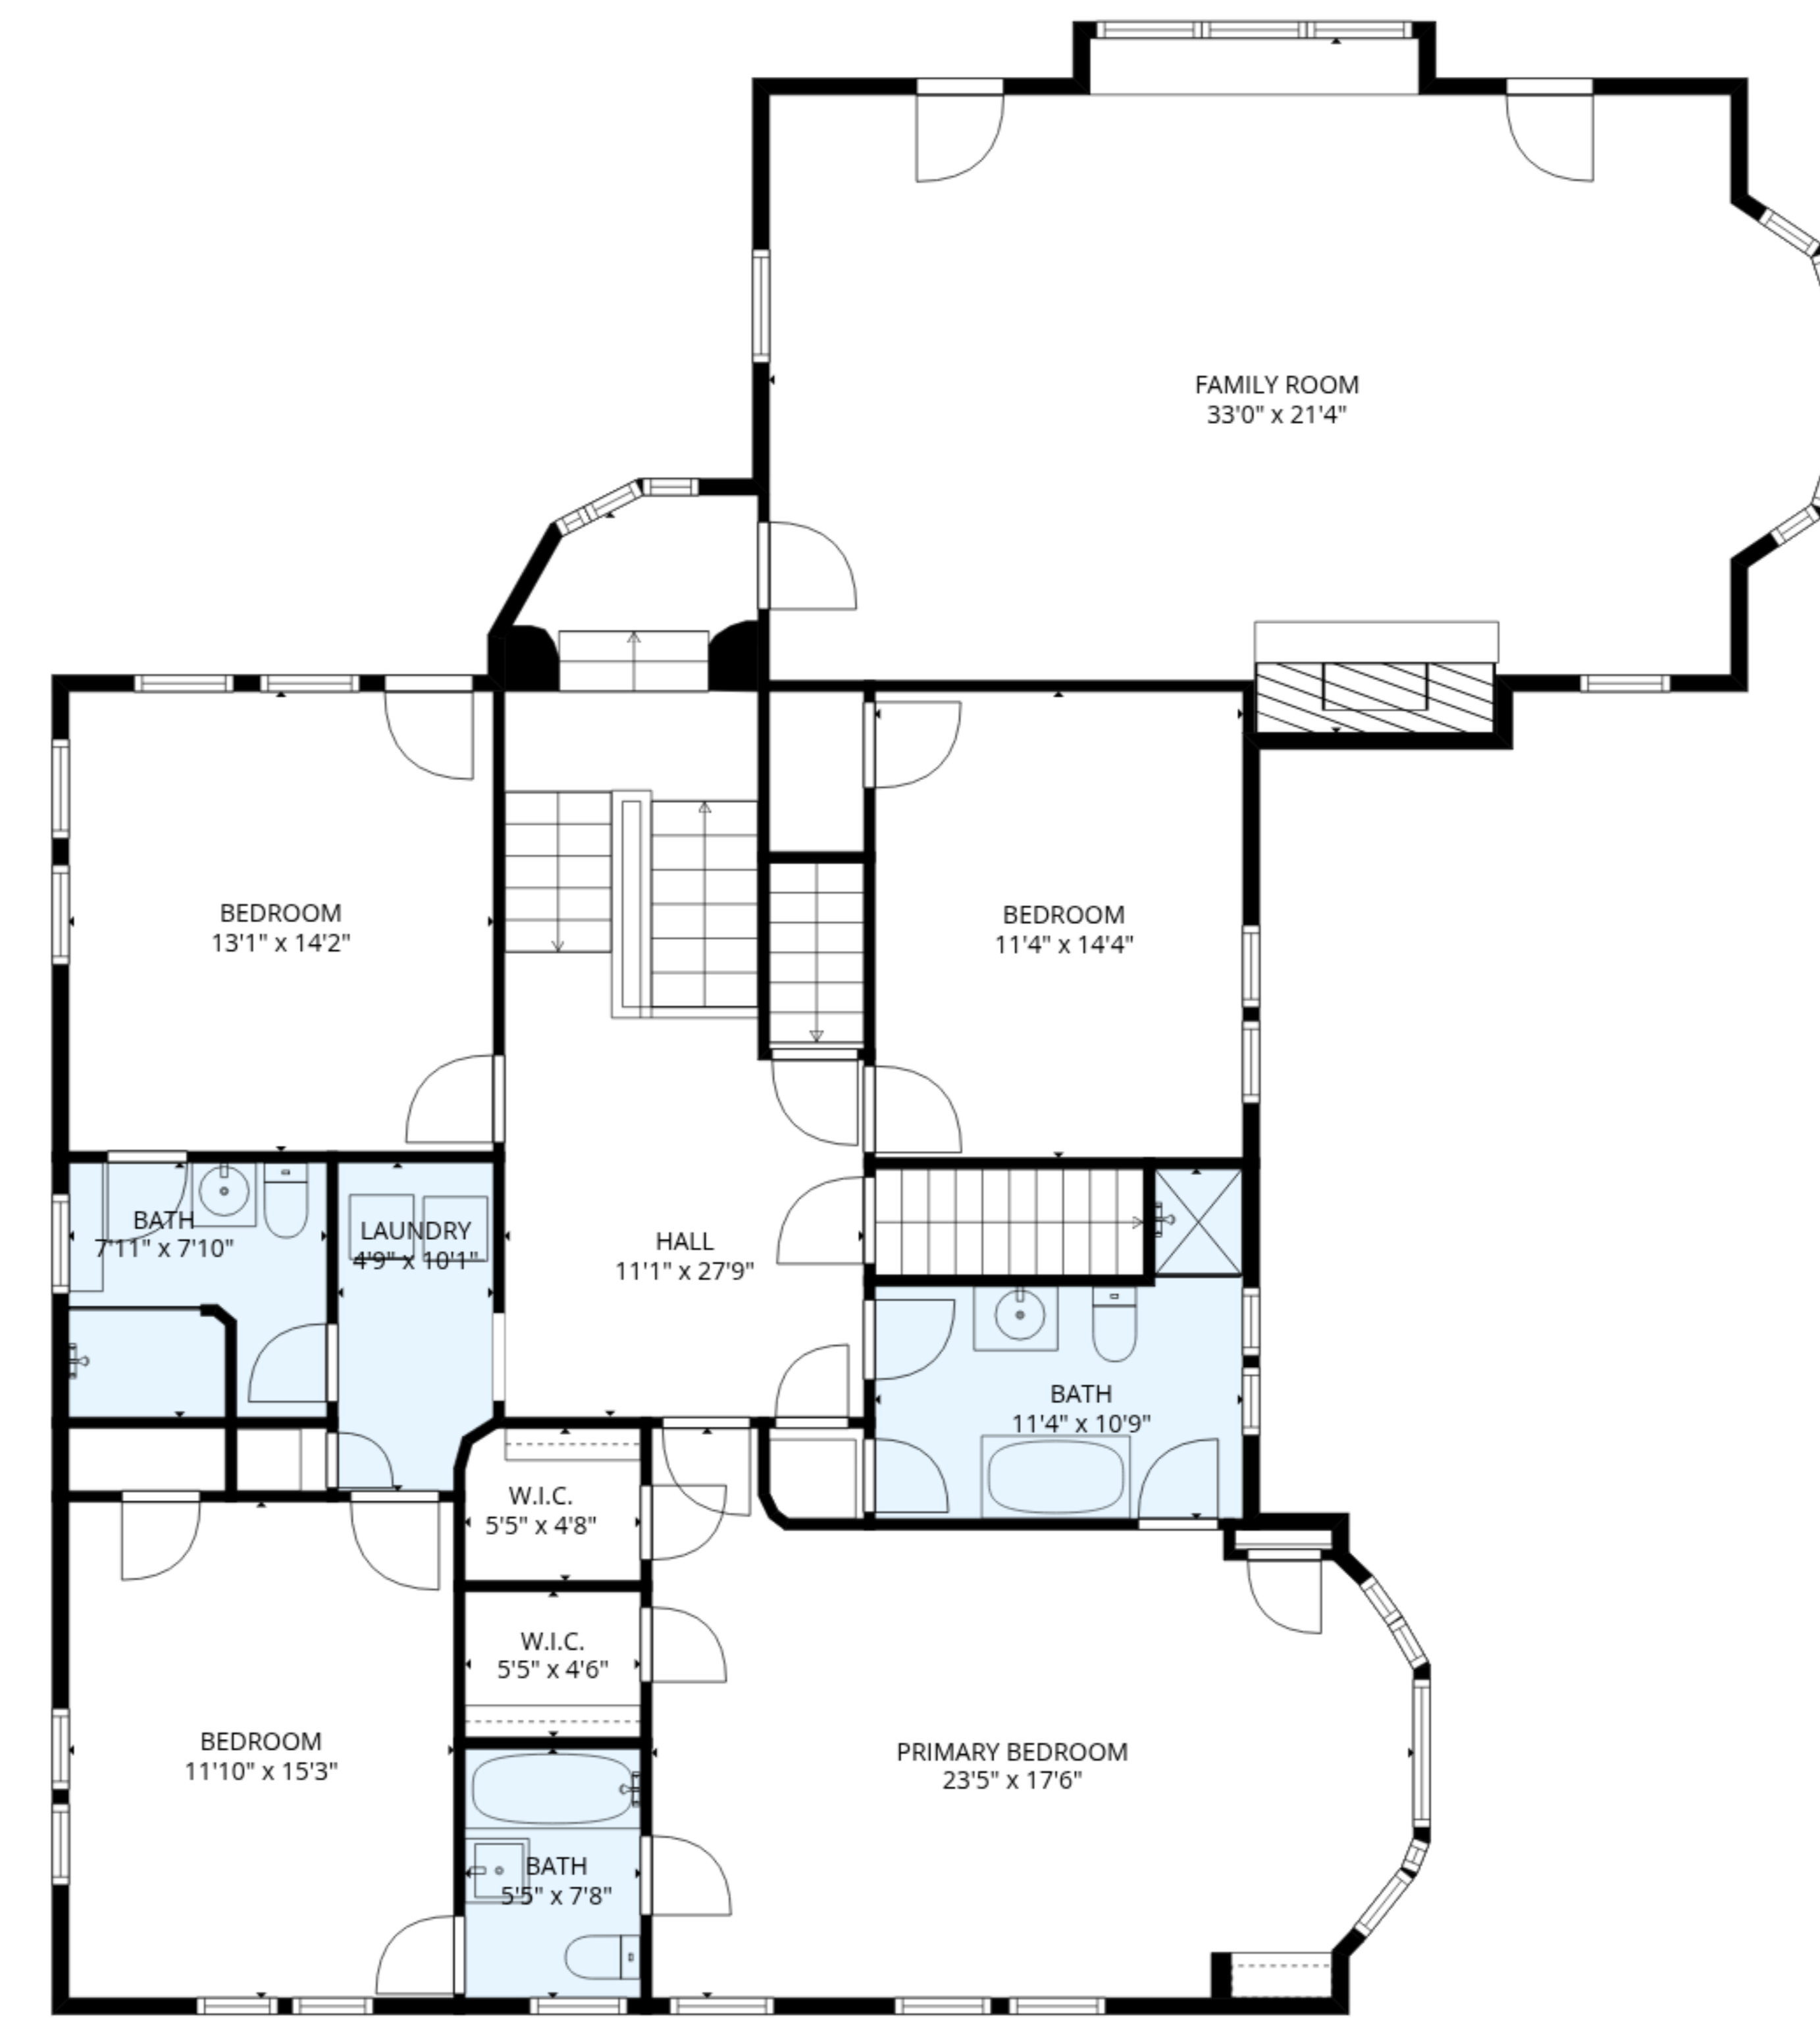 FAMILY ROOM
33'0" x 21'4"
BEDROOM
13'1" x 14'2"
BEDROOM
11'4" x 14'4"
BATH
7'11" x 7'10"
LAUNDRY
4'9" x 10'1"
HALL
11'1" x 27'9"
BATH
11'4" x 10'9"
W.I.C.
5'5" x 4'8"
W.I.C.
5'5" x 4'6"
BEDROOM
11'10" x 15'3"
PRIMARY BEDROOM
23'5" x 17'6"
BATH
5'5" x 7'8"